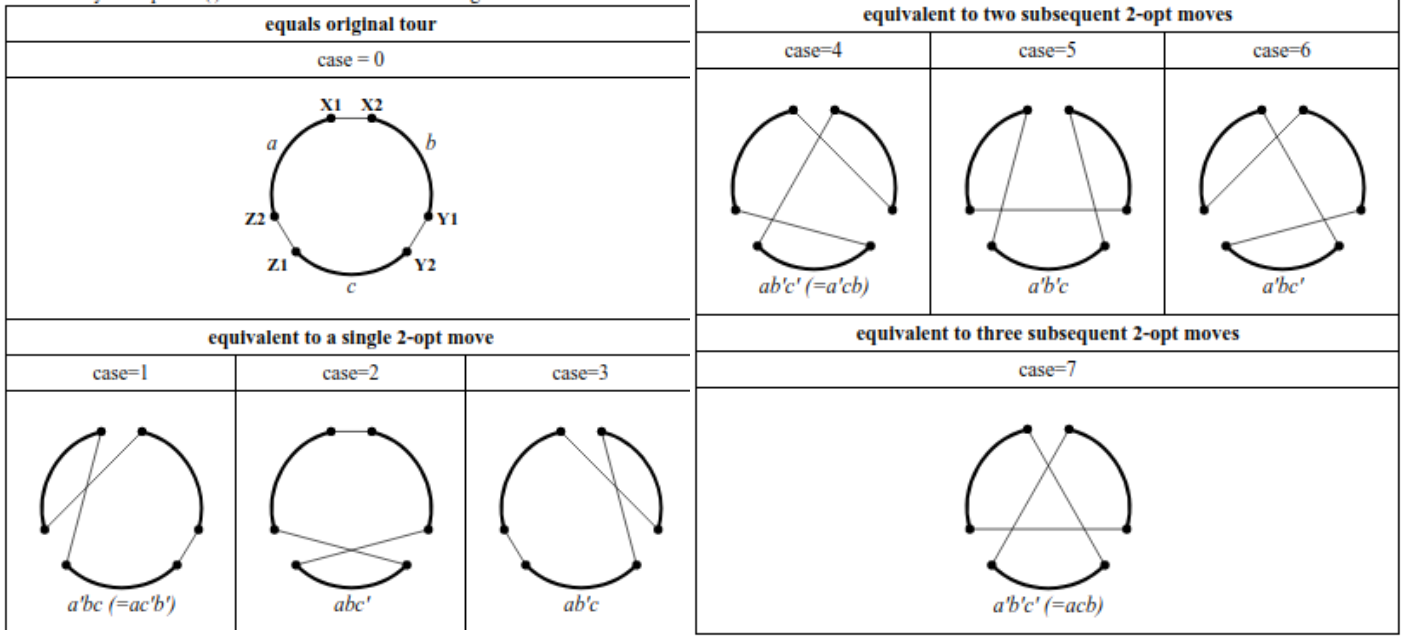 equals original tour
case = 0
X1 X2
a
b
Z2
Y1
Z1
Y2
c
equivalent to a single 2-opt move
case=1
case=2
case=3
a'bc (=ac'b')
abc'
ab'c
equivalent to two subsequent 2-opt moves
case=4
case=5
case=6
ab'c' (=a'cb)
a'b'c
a'bc'
equivalent to three subsequent 2-opt moves
case=7
a'b'c' (=acb)